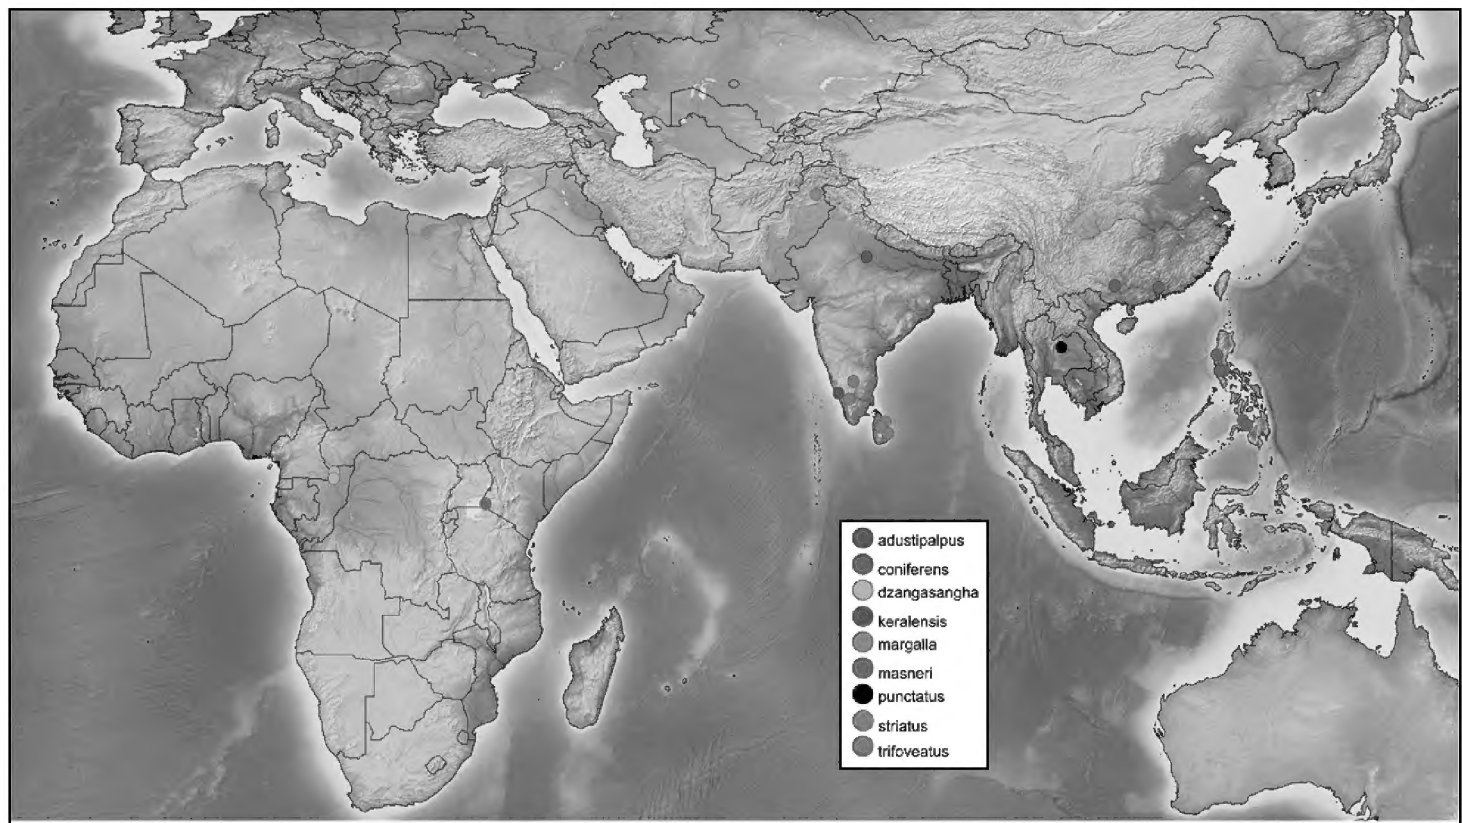 adustipalpus
coniferens
dzangasangha
keralensis
margalla
masneri
punctatus
striatus
trifoveatus